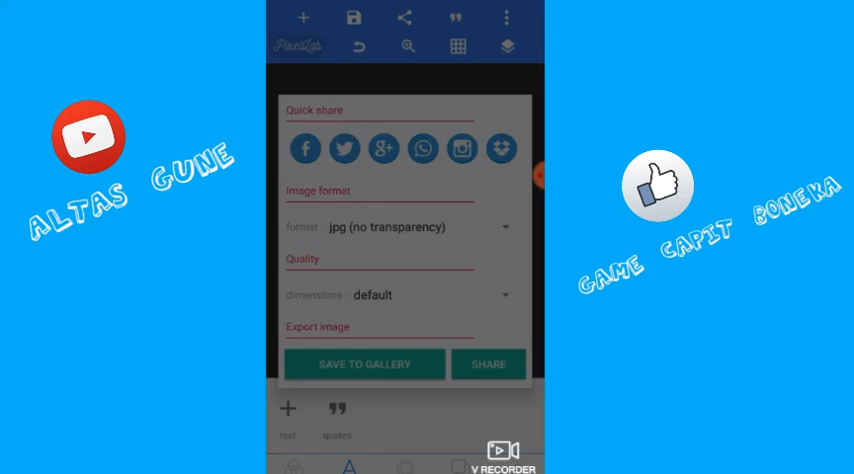 PixelLab
Quick share
Image format
format : jpg (no transparency)
Quality
dimensions : default
Export image
SAVE TO GALLERY SHARE
text quotes
V RECORDER
ALTAS GUNE
GAME CAPIT BONEKA